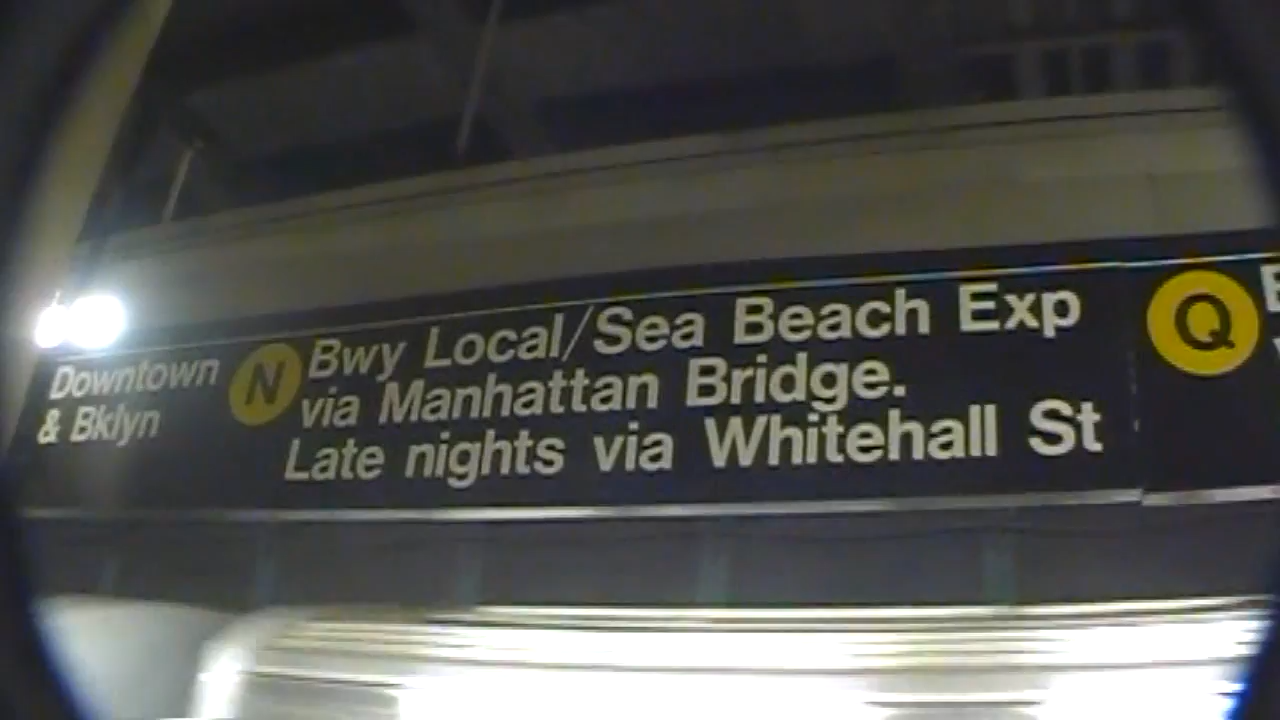 Downtown
& Bklyn
N
Bwy Local/Sea Beach Exp
via Manhattan Bridge.
Late nights via Whitehall St
Q